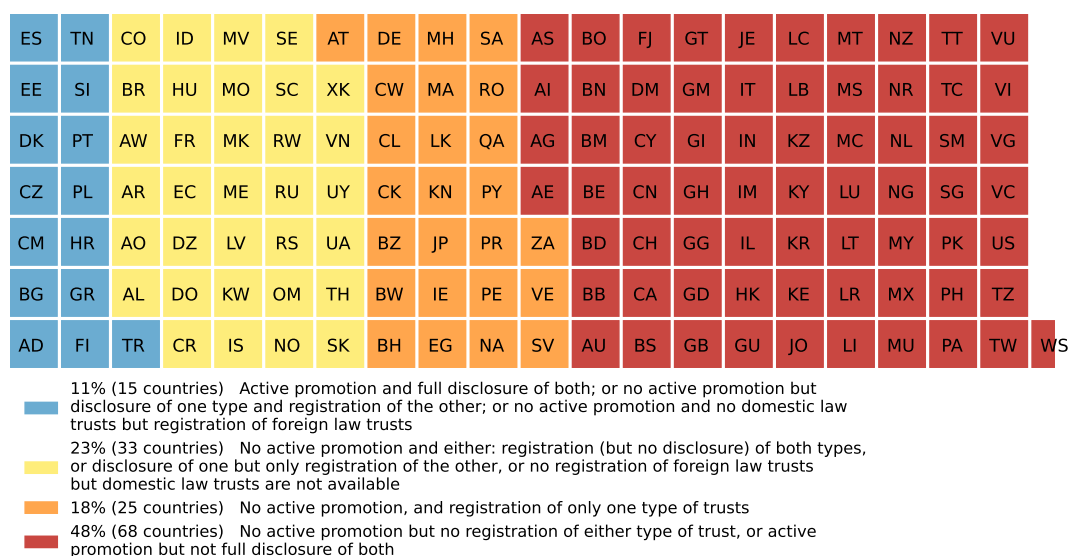 ES TN CO ID MV SE AT DE MH SA AS BO FJ GT JE LC MT NZ TT VU
EE SI BR HU MO SC XK CW MA RO AI BN DM GM IT LB MS NR TC VI
DK PT AW FR MK RW VN CL LK QA AG BM CY GI IN KZ MC NL SM VG
CZ PL AR EC ME RU UY CK KN PY AE BE CN GH IM KY LU NG SG VC
CM HR AO DZ LV RS UA BZ JP PR ZA BD CH GG IL KR LT MY PK US
BG GR AL DO KW OM TH BW IE PE VE BB CA GD HK KE LR MX PH TZ
AD FI TR CR IS NO SK BH EG NA SV AU BS GB GU JO LI MU PA TW WS
11% (15 countries) Active promotion and full disclosure of both; or no active promotion but
disclosure of one type and registration of the other; or no active promotion and no domestic law
trusts but registration of foreign law trusts
23% (33 countries) No active promotion and either: registration (but no disclosure) of both types,
or disclosure of one but only registration of the other, or no registration of foreign law trusts
but domestic law trusts are not available
18% (25 countries) No active promotion, and registration of only one type of trusts
48% (68 countries) No active promotion but no registration of either type of trust, or active
promotion but not full disclosure of both